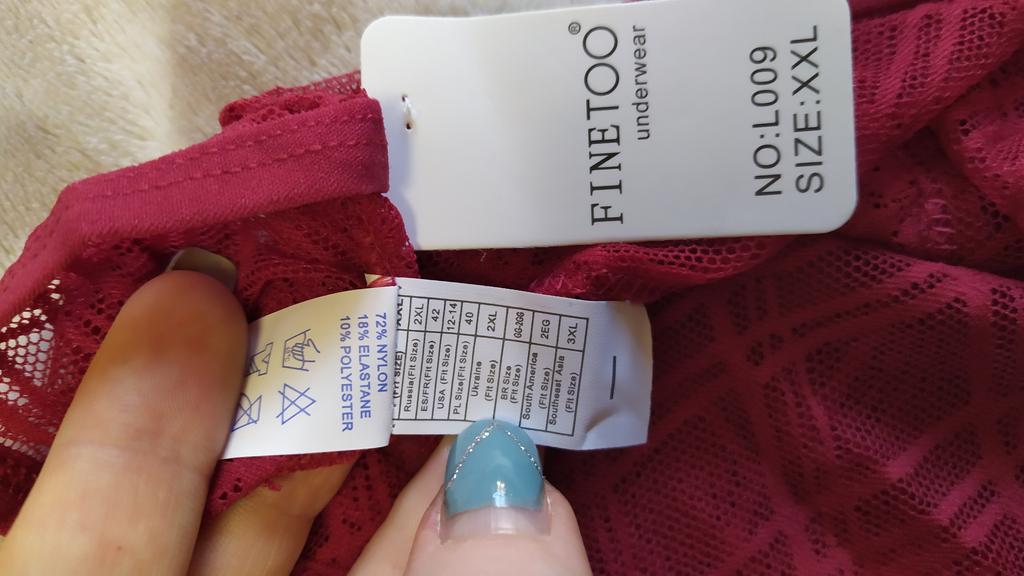 FINETOO®
underwear
NO:L009
SIZE:XXL
72% NYLON
18% ELASTANE
10% POLYESTER
(Fit Size)
Russia(Fit Size) 2XL
ES/FR(Fit Size) 42
USA (Fit Size) 12-14
PL Size(Fit Size) 40
Ukraine (Fit Size) 2XL
BR Size (Fit Size)
South America (Fit Size) 2EG
Southeast Asia (Fit Size) 3XL